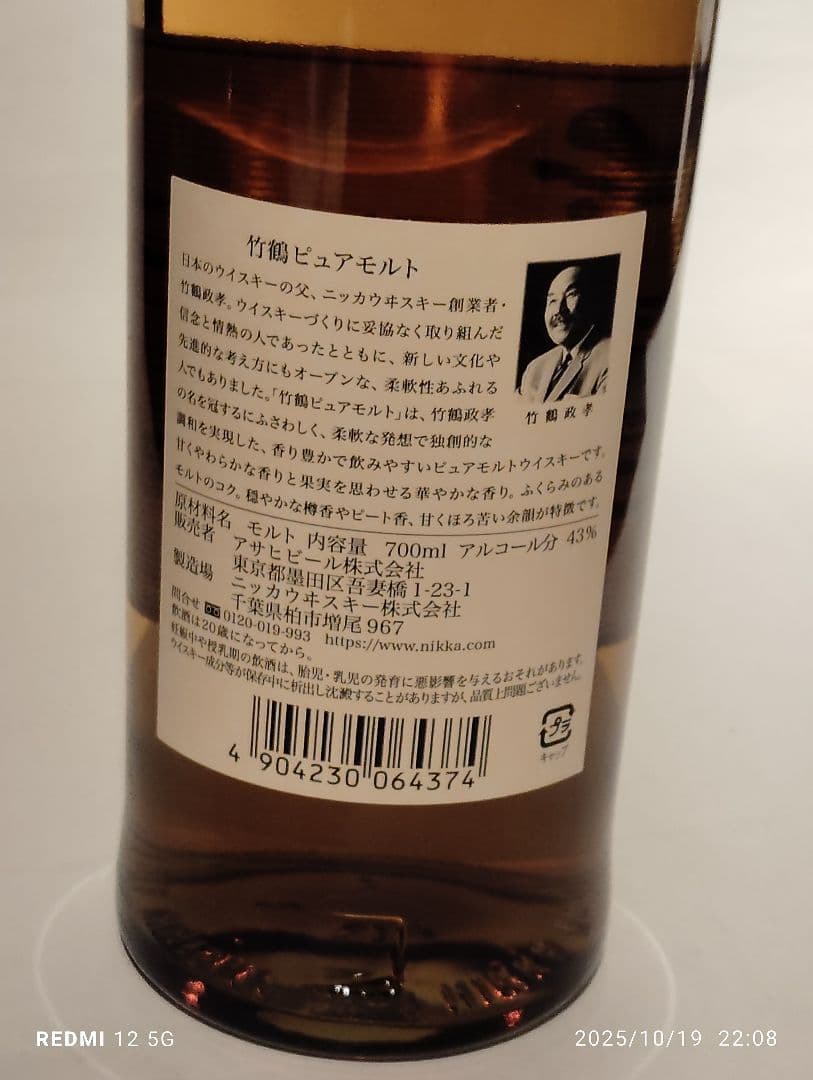 竹鶴ピュアモルト
日本のウイスキーの父、ニッカウヰスキー創業者・
竹鶴政孝。ウイスキーづくりに妥協なく取り組んだ
信念と情熱の人であったとともに、新しい文化や
先進的な考え方にもオープンな、柔軟性あふれる
人でもありました。「竹鶴ピュアモルト」は、竹鶴政孝
の名を冠するにふさわしく、柔軟な発想で独創的な
調和を実現した、香り豊かで飲みやすいピュアモルトウイスキーです。
甘くやわらかな香りと果実を思わせる華やかな香り。ふくらみのある
モルトのコク。穏やかな樽香やピート香、甘くほろ苦い余韻が特徴です。
竹鶴政孝
原材料名 モルト 内容量 700ml アルコール分 43%
販売者 アサヒビール株式会社
東京都墨田区吾妻橋1-23-1
製造場 ニッカウヰスキー株式会社
千葉県柏市増尾967
問合せ 0120-019-993 https://www.nikka.com
飲酒は20歳になってから。
妊娠中や授乳期の飲酒は、胎児・乳児の発育に悪影響を与えるおそれがあります。
ウイスキー成分等が保存中に析出し沈澱することがありますが、品質上問題ございません。
4 904230 064374
プラ
キャップ
REDMI 12 5G
2025/10/19 22:08